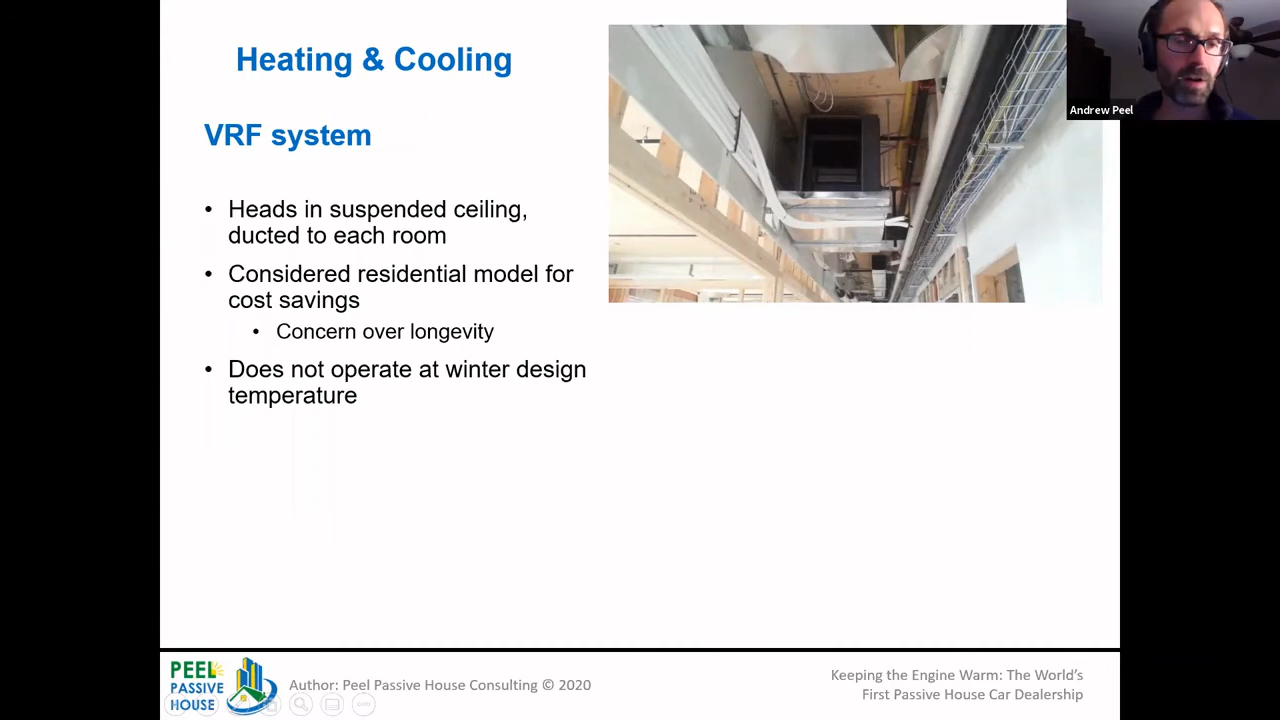 Heating & Cooling
VRF system
• Heads in suspended ceiling,
ducted to each room
• Considered residential model for
cost savings
• Concern over longevity
• Does not operate at winter design
temperature
Andrew Peel
PEEL
PASSIVE
HOUSE
Author: Peel Passive House Consulting © 2020
Keeping the Engine Warm: The World’s
First Passive House Car Dealership